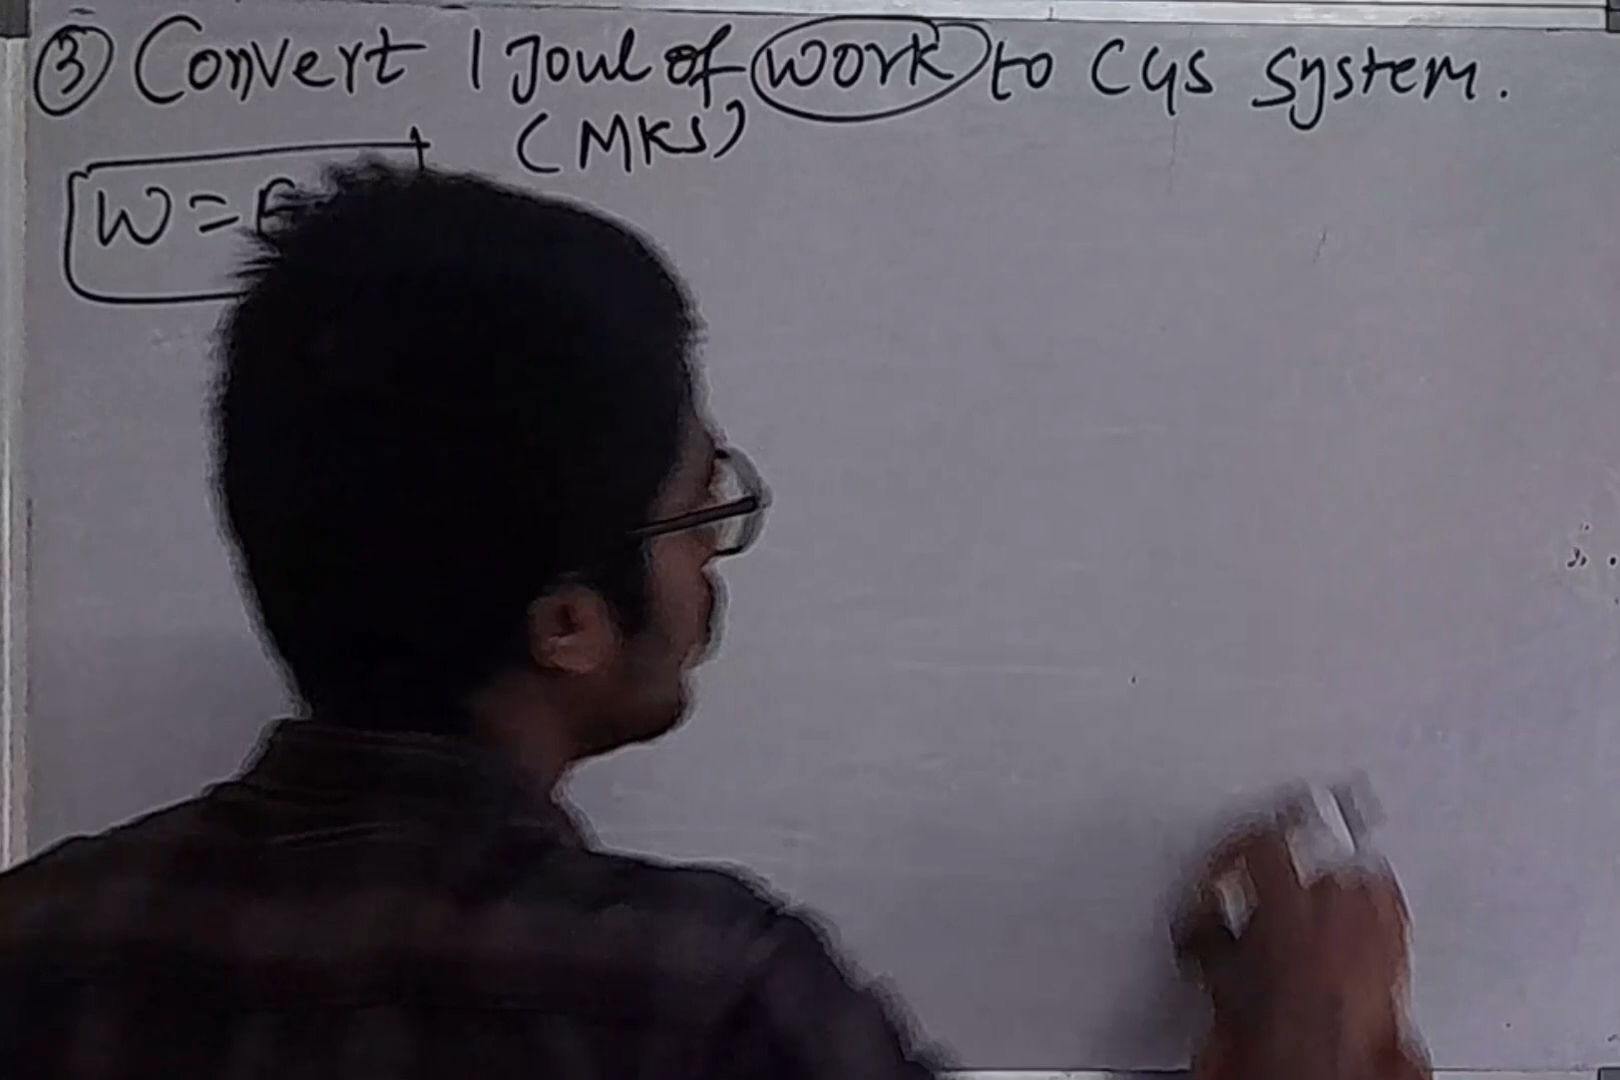 ③ Convert 1 Joul of work to CGS system.
(MKS)
W = F